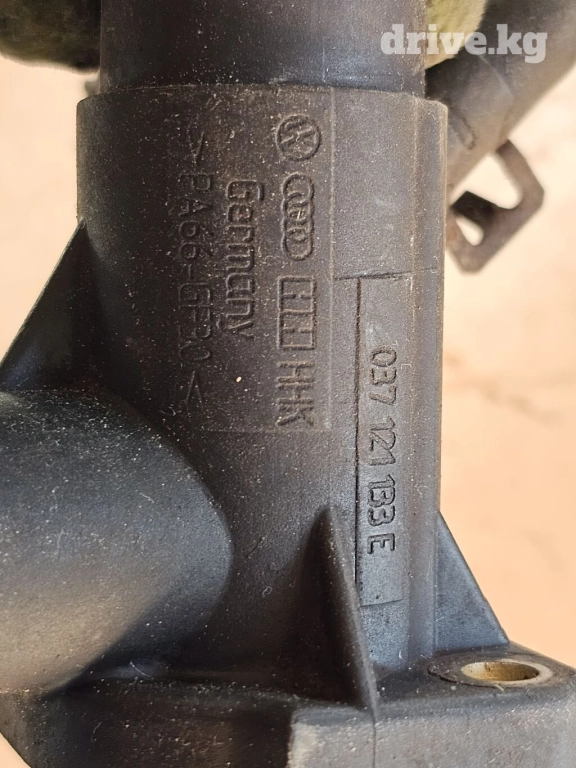 drive.kg
HHK
Germany
>PA66-GF30<
037 121 133 E